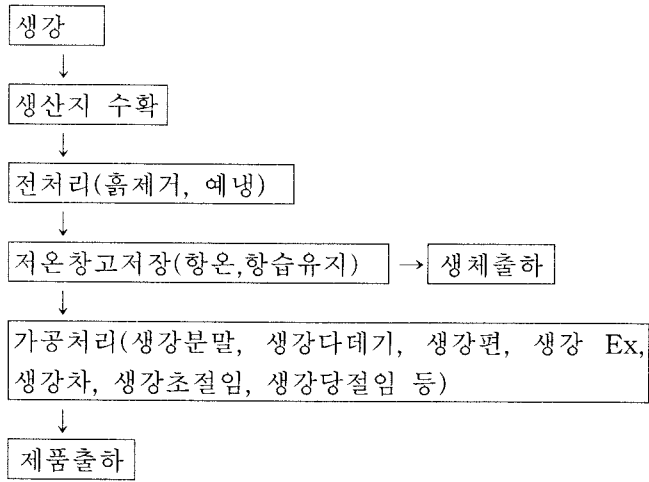 생강
↓
생산지 수확
↓
전처리(흙제거, 예냉)
↓
저온창고저장(항온,항습유지) → 생체출하
↓
가공처리(생강분말, 생강다데기, 생강편, 생강 Ex,
생강차, 생강초절임, 생강당절임 등)
↓
제품출하